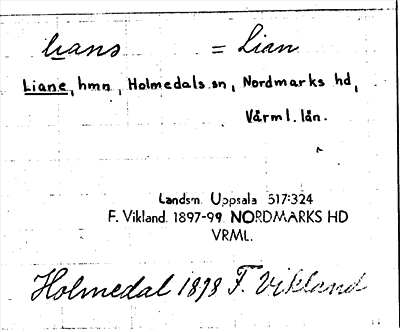 lians = Lian
Liane, hmn, Holmedals sn, Nordmarks hd,
Värml. län.
Landsm. Uppsala 517:324
F. Vikland. 1897-99. NORDMARKS HD
VRML.
Holmedal 1898 F. Vikland